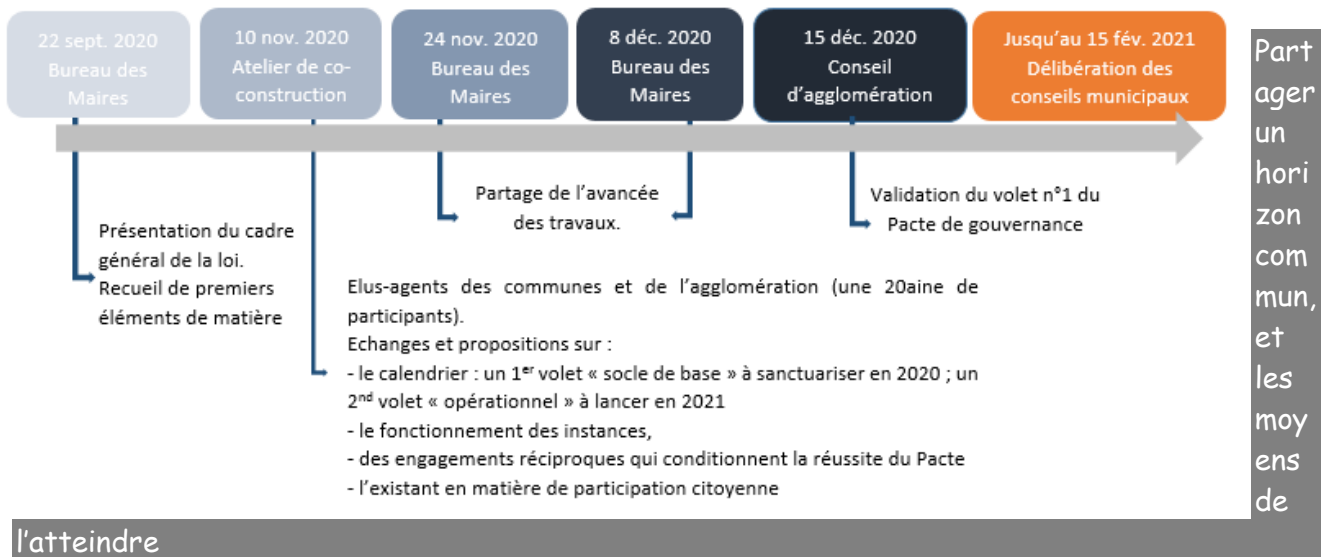 22 sept. 2020
Bureau des
Maires
10 nov. 2020
Atelier de co-
construction
24 nov. 2020
Bureau des
Maires
8 déc. 2020
Bureau des
Maires
15 déc. 2020
Conseil
d'agglomération
Jusqu'au 15 fév. 2021
Délibération des
conseils municipaux
Présentation du cadre
général de la loi.
Recueil de premiers
éléments de matière
Partage de l'avancée
des travaux.
Validation du volet n°1 du
Pacte de gouvernance
Elus-agents des communes et de l'agglomération (une 20aine de
participants).
Echanges et propositions sur :
- le calendrier : un 1er volet « socle de base » à sanctuariser en 2020 ; un
2nd volet « opérationnel » à lancer en 2021
- le fonctionnement des instances,
- des engagements réciproques qui conditionnent la réussite du Pacte
- l'existant en matière de participation citoyenne
Part
ager
un
hori
zon
com
mun,
et
les
moy
ens
de
l'atteindre